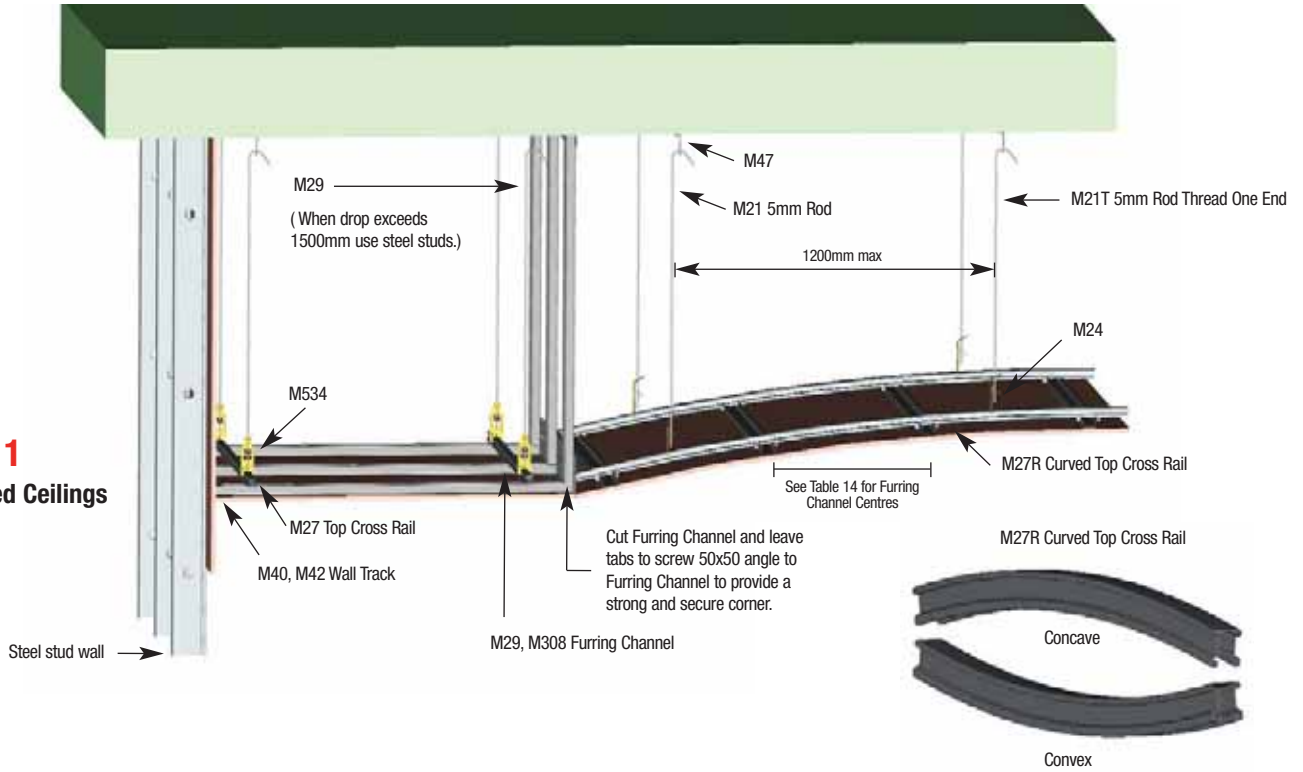 M29
( When drop exceeds
1500mm use steel studs.)
M47
M21 5mm Rod
M21T 5mm Rod Thread One End
1200mm max
M24
M534
1
ed Ceilings
M27 Top Cross Rail
M40, M42 Wall Track
Steel stud wall
M29, M308 Furring Channel
Cut Furring Channel and leave
tabs to screw 50x50 angle to
Furring Channel to provide a
strong and secure corner.
See Table 14 for Furring
Channel Centres
M27R Curved Top Cross Rail
M27R Curved Top Cross Rail
Concave
Convex